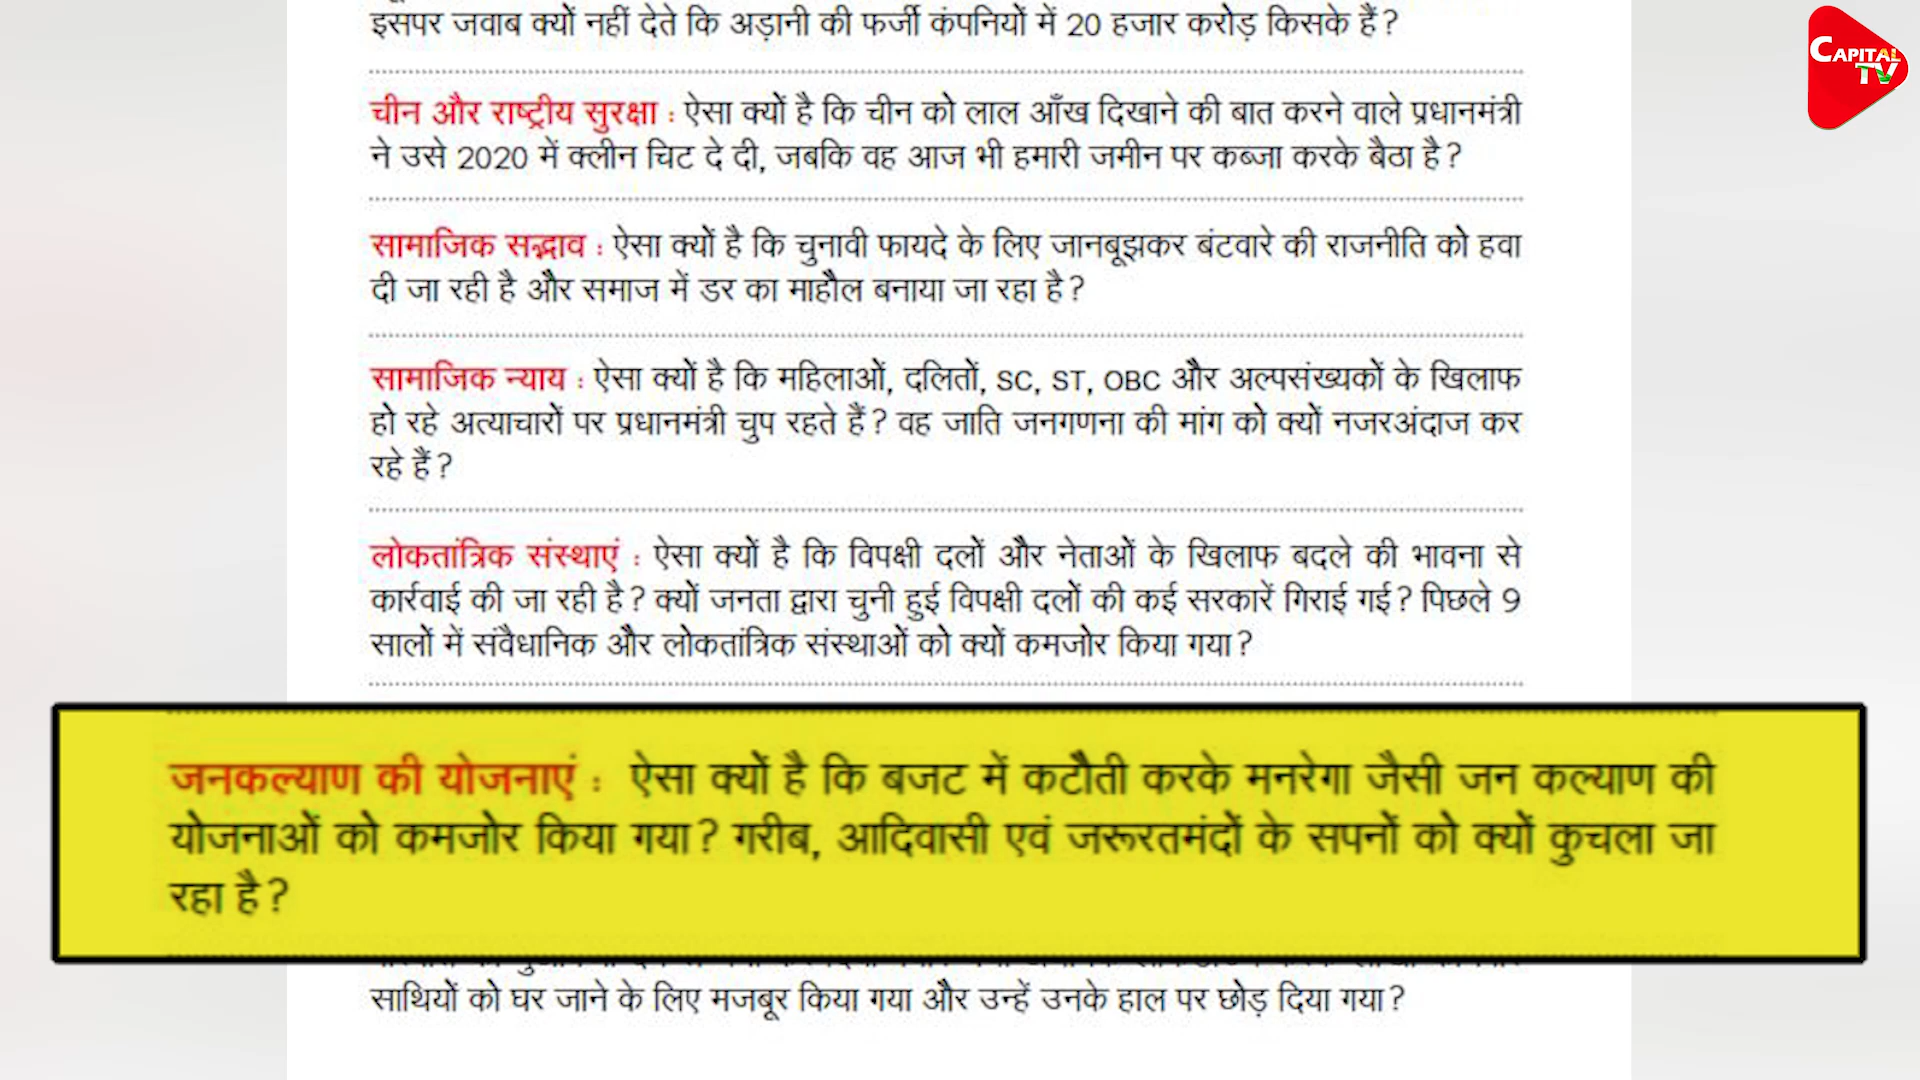 इसपर जवाब क्यों नहीं देते कि अड़ानी की फर्जी कंपनियों में 20 हजार करोड़ किसके हैं?
CAPITAL
TV
चीन और राष्ट्रीय सुरक्षा : ऐसा क्यों है कि चीन को लाल आँख दिखाने की बात करने वाले प्रधानमंत्री
ने उसे 2020 में क्लीन चिट दे दी, जबकि वह आज भी हमारी जमीन पर कब्जा करके बैठा है?
सामाजिक सद्भाव : ऐसा क्यों है कि चुनावी फायदे के लिए जानबूझकर बंटवारे की राजनीति को हवा
दी जा रही है और समाज में डर का माहौल बनाया जा रहा है?
सामाजिक न्याय : ऐसा क्यों है कि महिलाओं, दलितों, SC, ST, OBC और अल्पसंख्यकों के खिलाफ
हो रहे अत्याचारों पर प्रधानमंत्री चुप रहते हैं? वह जाति जनगणना की मांग को क्यों नजरअंदाज कर
रहे हैं?
लोकतांत्रिक संस्थाएं : ऐसा क्यों है कि विपक्षी दलों और नेताओं के खिलाफ बदले की भावना से
कार्रवाई की जा रही है? क्यों जनता द्वारा चुनी हुई विपक्षी दलों की कई सरकारें गिराई गई? पिछले 9
सालों में संवैधानिक और लोकतांत्रिक संस्थाओं को क्यों कमजोर किया गया?
जनकल्याण की योजनाएं : ऐसा क्यों है कि बजट में कटौती करके मनरेगा जैसी जन कल्याण की
योजनाओं को कमजोर किया गया? गरीब, आदिवासी एवं जरूरतमंदों के सपनों को क्यों कुचला जा
रहा है?
साथियों को घर जाने के लिए मजबूर किया गया और उन्हें उनके हाल पर छोड़ दिया गया?